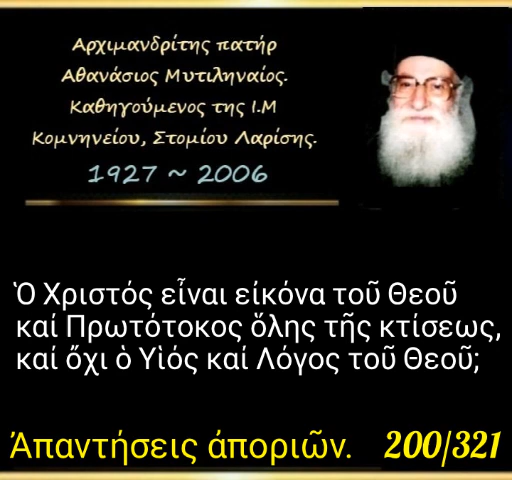 Αρχιμανδρίτης πατήρ
Αθανάσιος Μυτιληναίος.
Καθηγούμενος της Ι.Μ
Κομνηνείου, Στομίου Λαρίσης.
1927 ~ 2006
Ὁ Χριστός εἶναι εἰκόνα τοῦ Θεοῦ
καί Πρωτότοκος ὅλης τῆς κτίσεως,
καί ὄχι ὁ Υἱός καί Λόγος τοῦ Θεοῦ;
Ἀπαντήσεις ἀποριῶν. 200/321